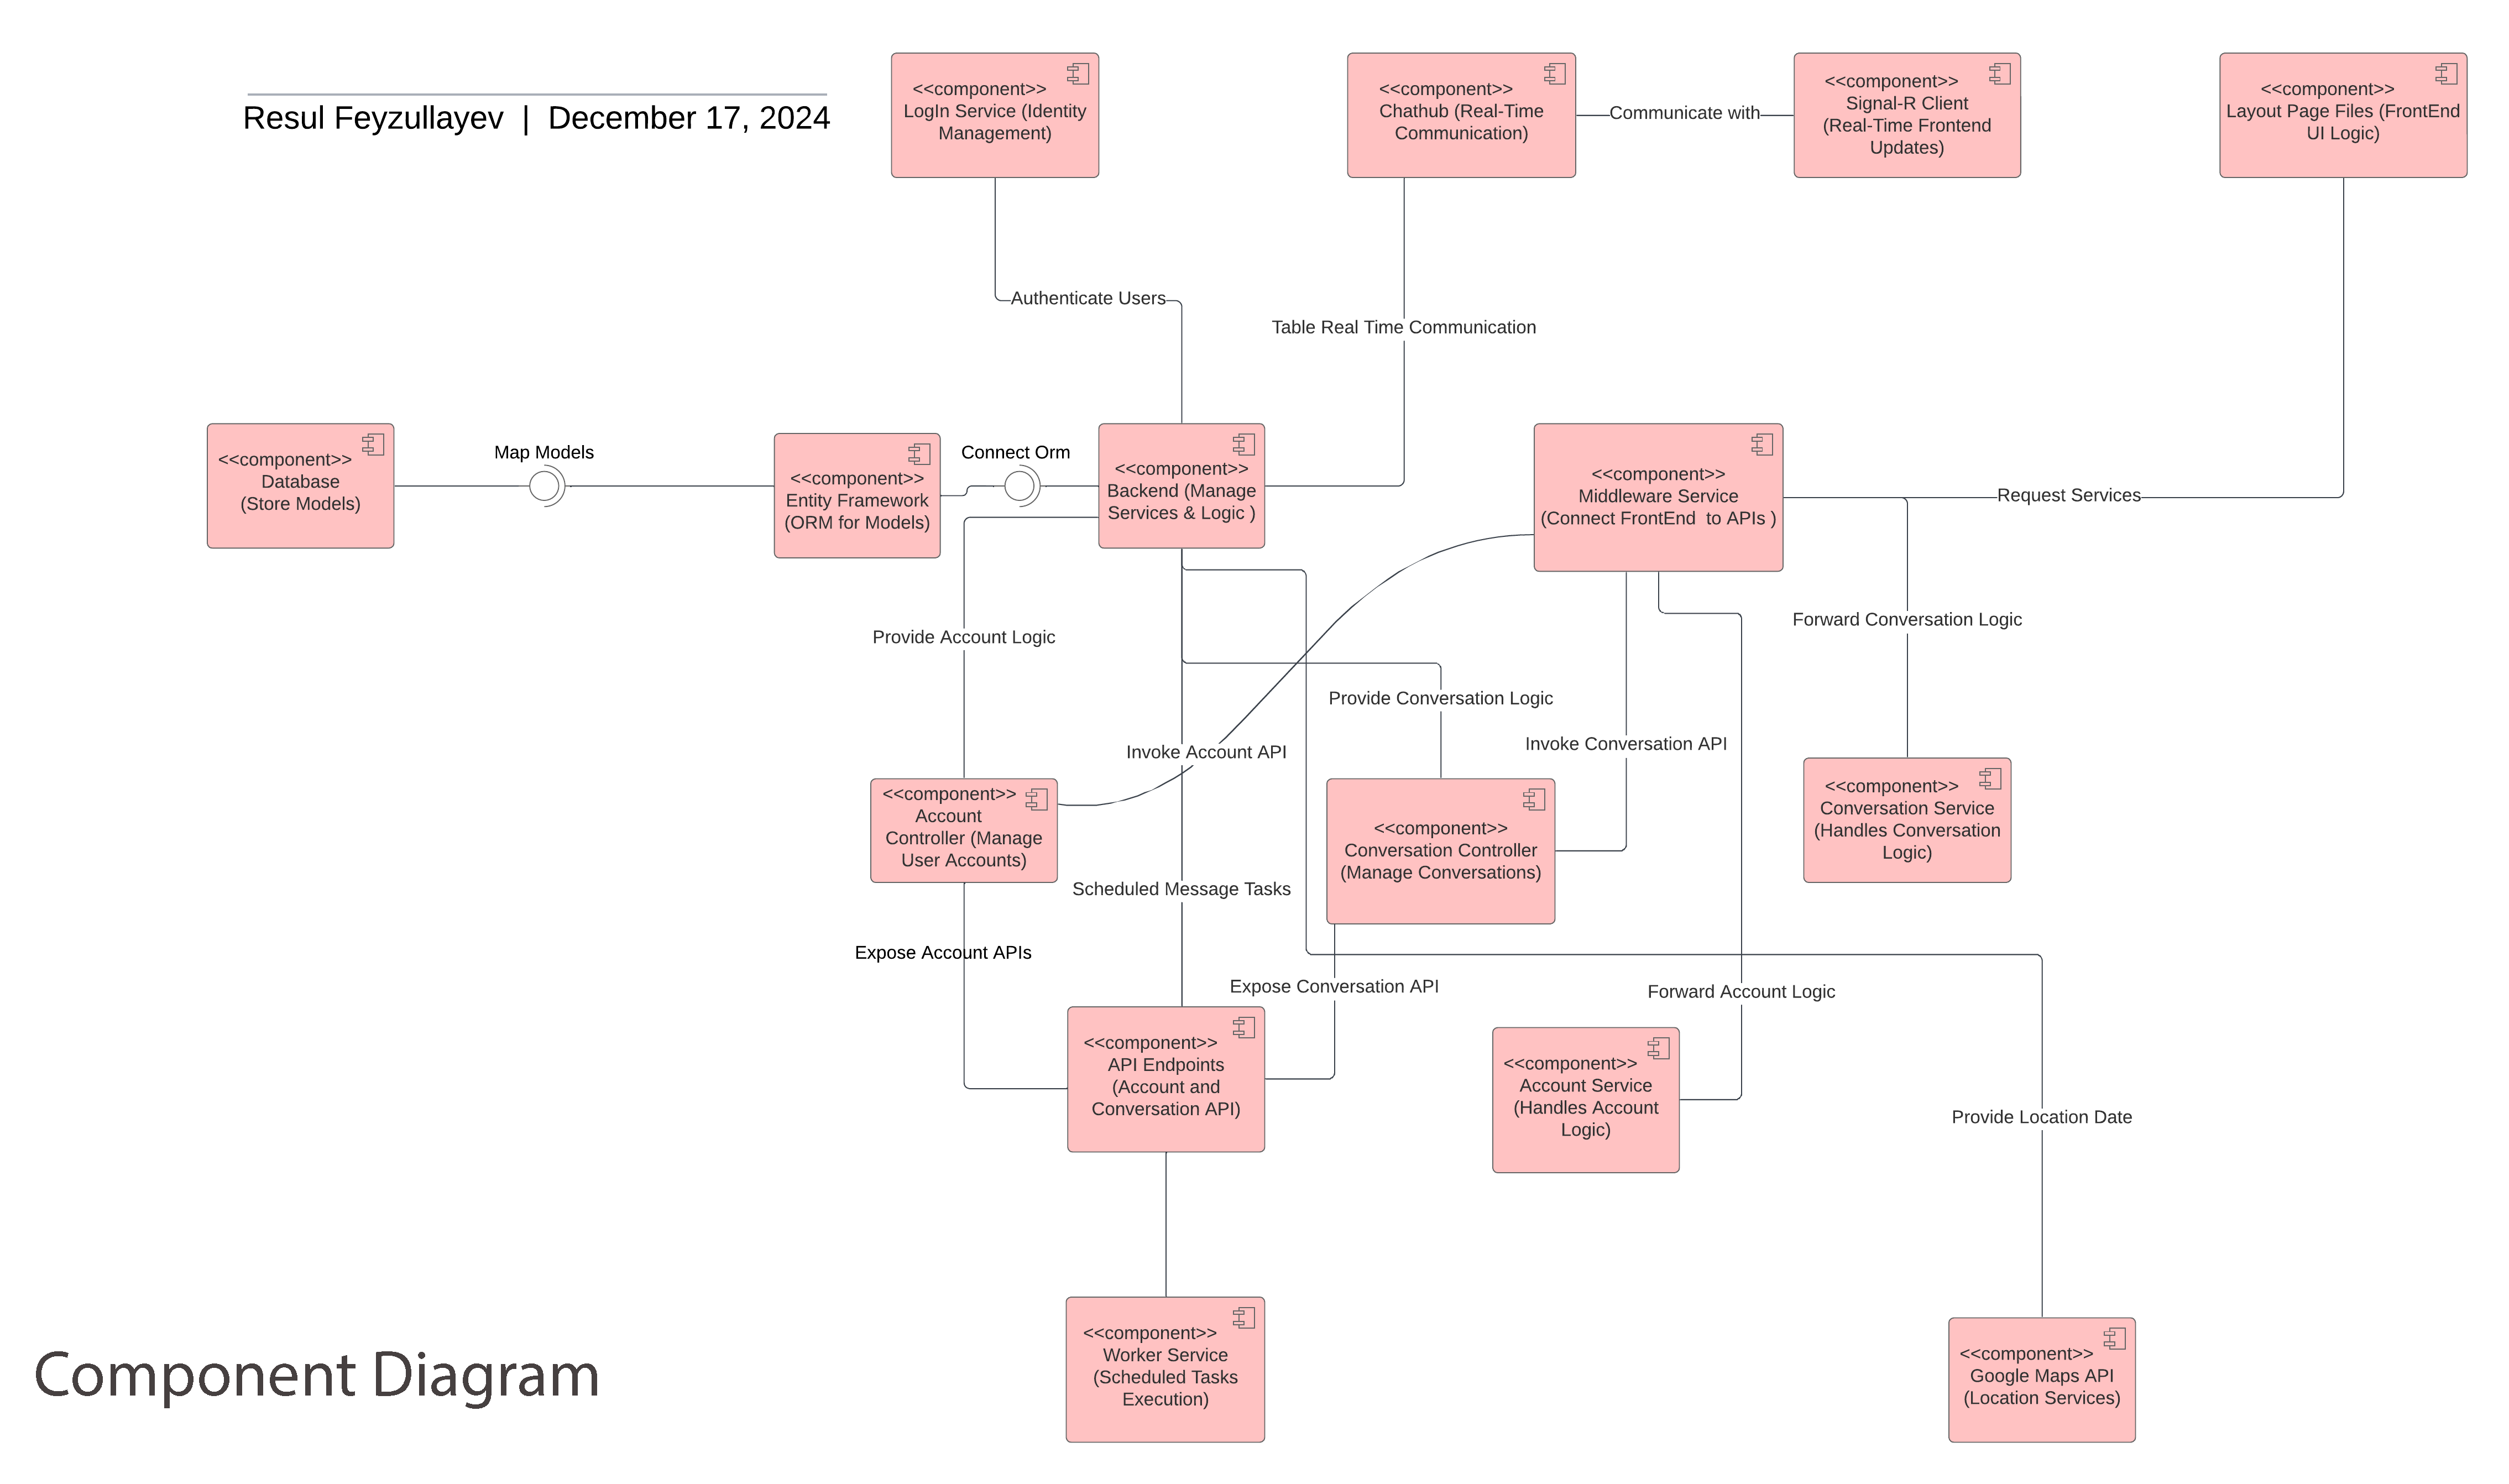 <<component>>
LogIn Service (Identity
Management)
<<component>>
Chathub (Real-Time
Communication)
Communicate with
<<component>>
Signal-R Client
(Real-Time Frontend
Updates)
<<component>>
Layout Page Files (FrontEnd
UI Logic)
Resul Feyzullayev | December 17, 2024
Authenticate Users
Table Real Time Communication
<<component>>
Database
(Store Models)
Map Models
<<component>>
Entity Framework
(ORM for Models)
Connect Orm
<<component>>
Backend (Manage
Services & Logic )
<<component>>
Middleware Service
(Connect FrontEnd to APIs )
Request Services
Provide Account Logic
Forward Conversation Logic
Provide Conversation Logic
Invoke Account API
Invoke Conversation API
<<component>>
Account
Controller (Manage
User Accounts)
<<component>>
Conversation Controller
(Manage Conversations)
<<component>>
Conversation Service
(Handles Conversation
Logic)
Scheduled Message Tasks
Expose Account APIs
Expose Conversation API
Forward Account Logic
<<component>>
API Endpoints
(Account and
Conversation API)
<<component>>
Account Service
(Handles Account
Logic)
Provide Location Date
<<component>>
Worker Service
(Scheduled Tasks
Execution)
<<component>>
Google Maps API
(Location Services)
Component Diagram